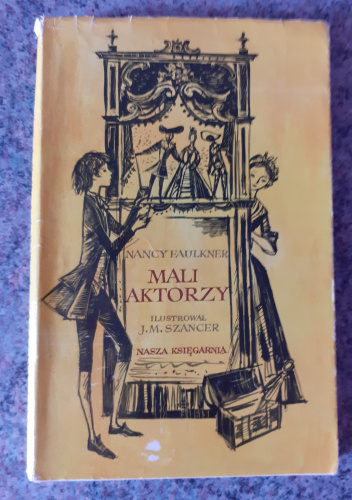 NANCY FAULKNER
MALI
AKTORZY
ILUSTROWAŁ
J.M. SZANCER
NASZA KSIĘGARNIA